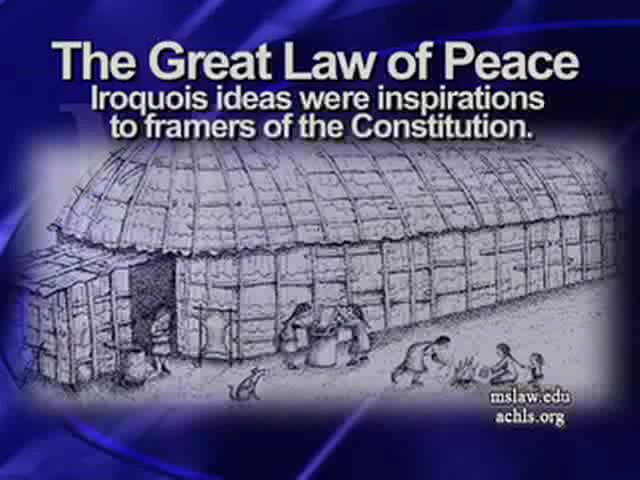 The Great Law of Peace
Iroquois ideas were inspirations
to framers of the Constitution.
mslaw.edu
achls.org